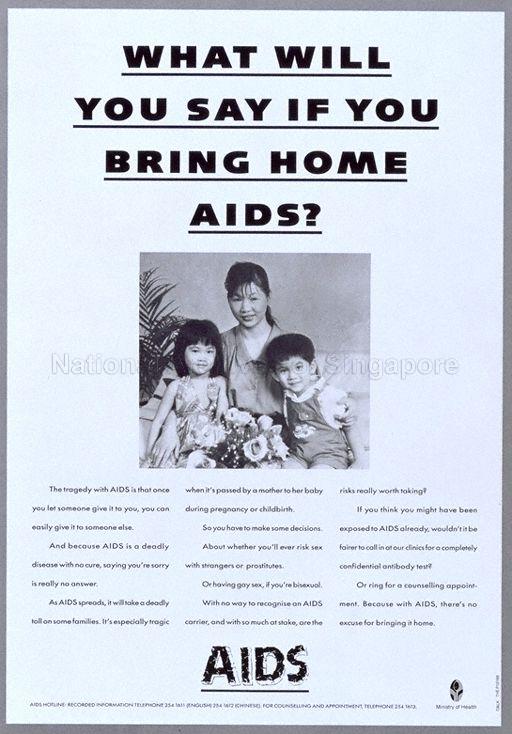 WHAT WILL
YOU SAY IF YOU
BRING HOME
AIDS?
The tragedy with AIDS is that once
you let someone give it to you, you can
easily give it to someone else.
And because AIDS is a deadly
disease with no cure, saying you're sorry
is really no answer.
As AIDS spreads, it will take a deadly
toll on some families. It's especially tragic
when it's passed by a mother to her baby
during pregnancy or childbirth.
So you have to make some decisions.
About whether you'll ever risk sex
with strangers or prostitutes.
Or having gay sex, if you're bisexual.
With no way to recognise an AIDS
carrier, and with so much at stake, are the
risks really worth taking?
If you think you might have been
exposed to AIDS already, wouldn't it be
fairer to call in at our clinics for a completely
confidential antibody test?
Or ring for a counselling appoint-
ment. Because with AIDS, there's no
excuse for bringing it home.
AIDS
AIDS HOTLINE: RECORDED INFORMATION TELEPHONE 254 1611 (ENGLISH) 254 1612 (CHINESE). FOR COUNSELLING AND APPOINTMENT, TELEPHONE 254 1613.
Ministry of Health
National Singapore